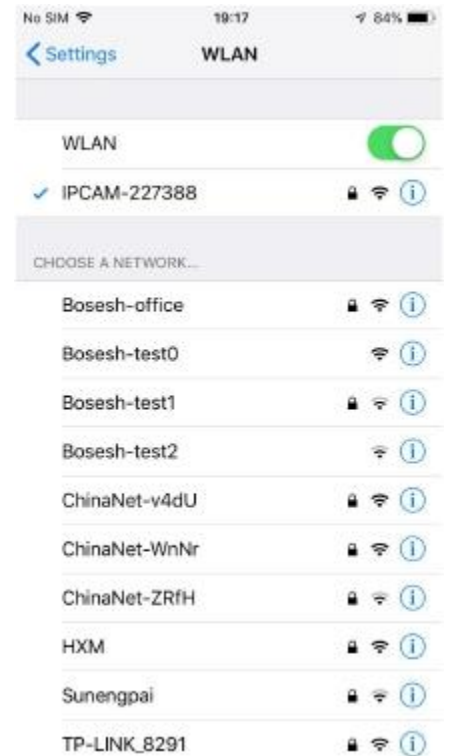 No SIM 19:17 84%
Settings WLAN
WLAN
IPCAM-227388
CHOOSE A NETWORK...
Bosesh-office
Bosesh-test0
Bosesh-test1
Bosesh-test2
ChinaNet-v4dU
ChinaNet-WnNr
ChinaNet-ZRfH
HXM
Sunengpai
TP-LINK_8291